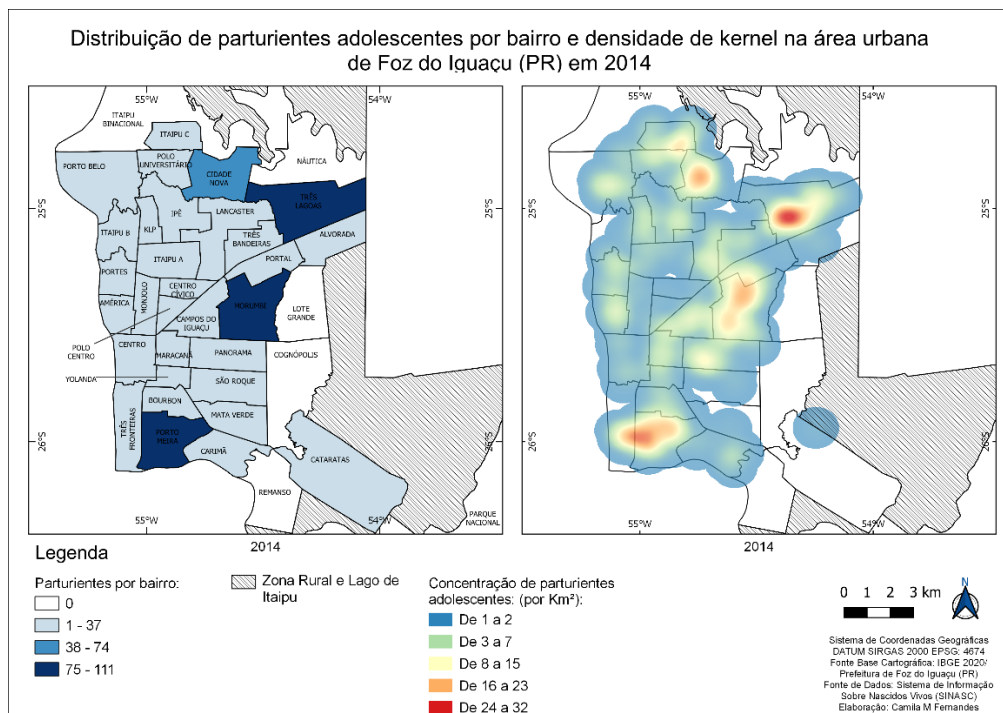 Distribuição de parturientes adolescentes por bairro e densidade de kernel na área urbana
de Foz do Iguaçu (PR) em 2014
55°W
54°W
ITAIPU
BINACIONAL
ITAIPU C
PORTO BELO
POLO
UNIVERSITÁRIO
CIDADE
NOVA
NÁUTICA
TRÊS
LAGOAS
25°S
IPÊ
LANCASTER
ITAIPU B
KLP
TRÊS
BANDEIRAS
ALVORADA
ITAIPU A
PORTAL
PORTES
MONJOLO
CENTRO
CÍVICO
AMÉRICA
MORUMBI
LOTE
GRANDE
CAMPOS DO
IGUAÇU
POLO
CENTRO
CENTRO
MARACANÃ
PANORAMA
COGNÓPOLIS
YOLANDA
SÃO ROQUE
BOURBON
TRÊS
FRONTEIRAS
MATA VERDE
PORTO
MEIRA
26°S
CARIMÃ
CATARATAS
REMANSO
PARQUE
NACIONAL
55°W
54°W
2014
55°W
54°W
25°S
26°S
55°W
54°W
2014
Legenda
Parturientes por bairro:
0
1 - 37
38 - 74
75 - 111
Zona Rural e Lago de
Itaipu
Concentração de parturientes
adolescentes: (por Km²):
De 1 a 2
De 3 a 7
De 8 a 15
De 16 a 23
De 24 a 32
0 1 2 3 km
N
Sistema de Coordenadas Geográficas
DATUM SIRGAS 2000 EPSG: 4674
Fonte Base Cartográfica: IBGE 2020/
Prefeitura de Foz do Iguaçu (PR)
Fonte de Dados: Sistema de Informação
Sobre Nascidos Vivos (SINASC)
Elaboração: Camila M Fernandes